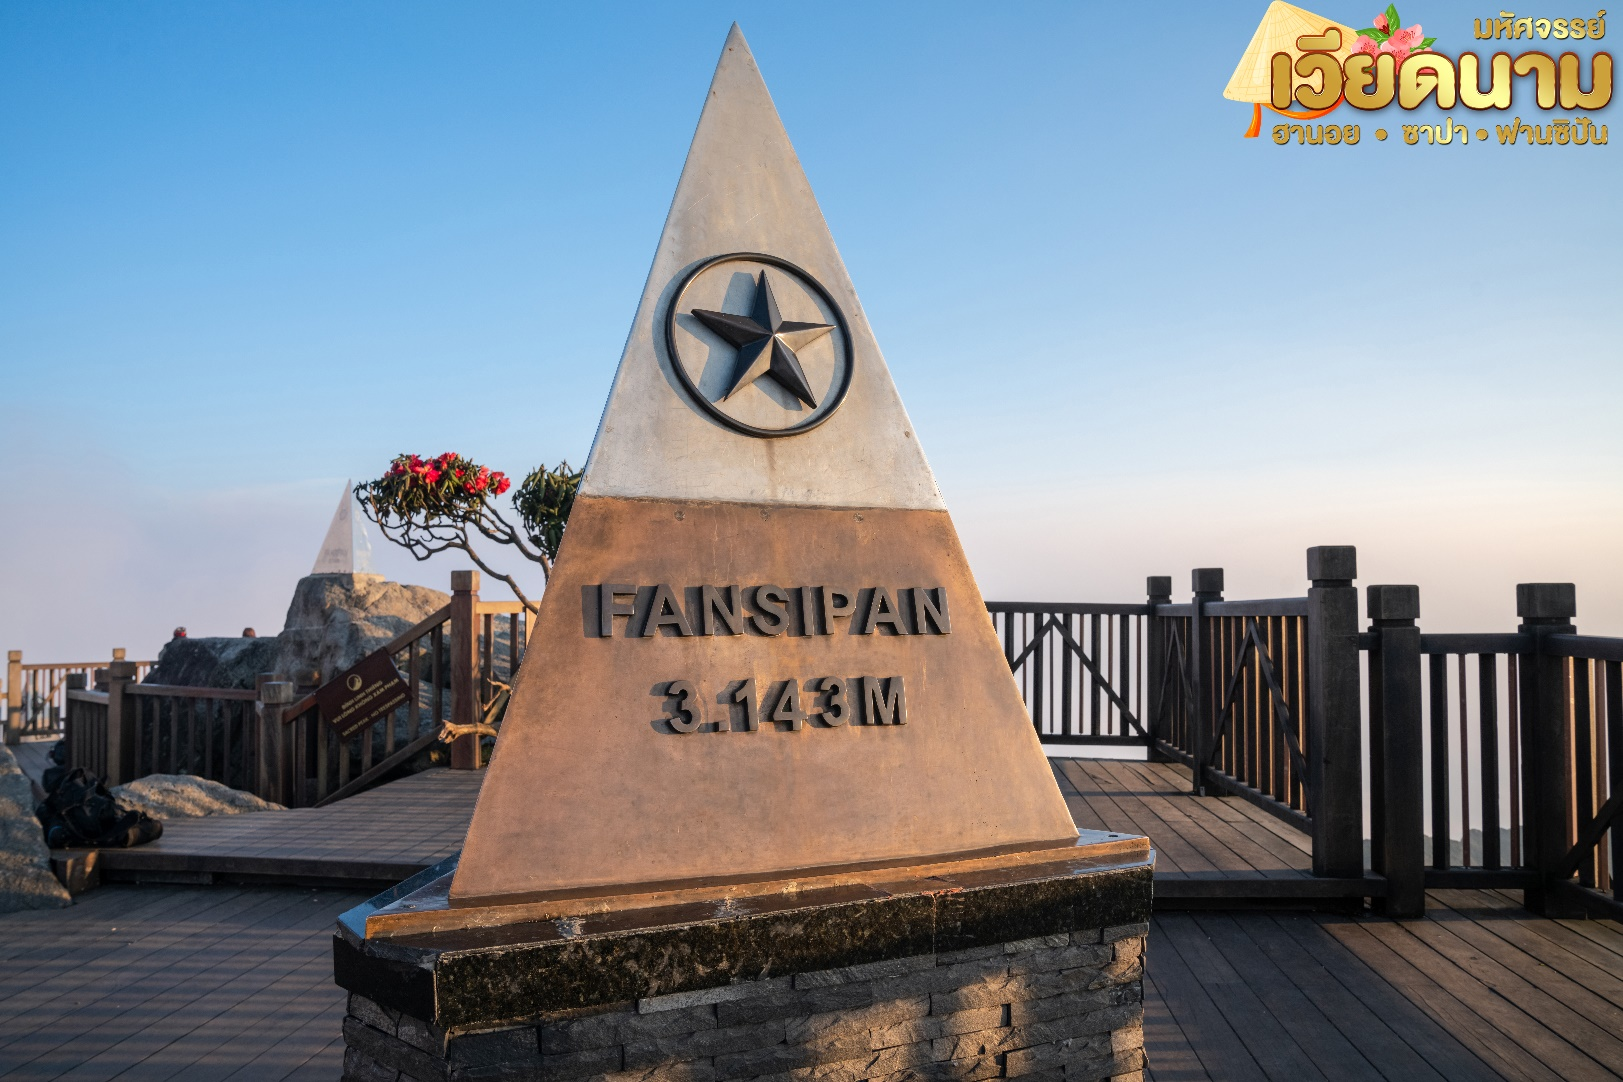 มหัศจรรย์
เวียดนาม
ฮานอย • ซาปา • ฟานซิปัน
FANSIPAN
3.143M